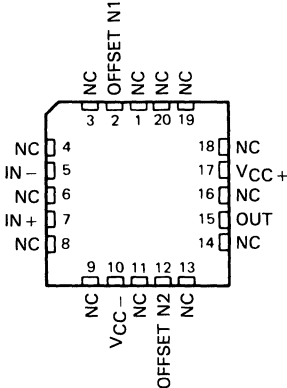 NC
OFFSET N1
NC
NC
NC
3
2
1
20
19
NC 4
IN− 5
NC 6
IN+ 7
NC 8
18 NC
17 VCC+
16 NC
15 OUT
14 NC
9
10
11
12
13
NC
VCC−
NC
OFFSET N2
NC